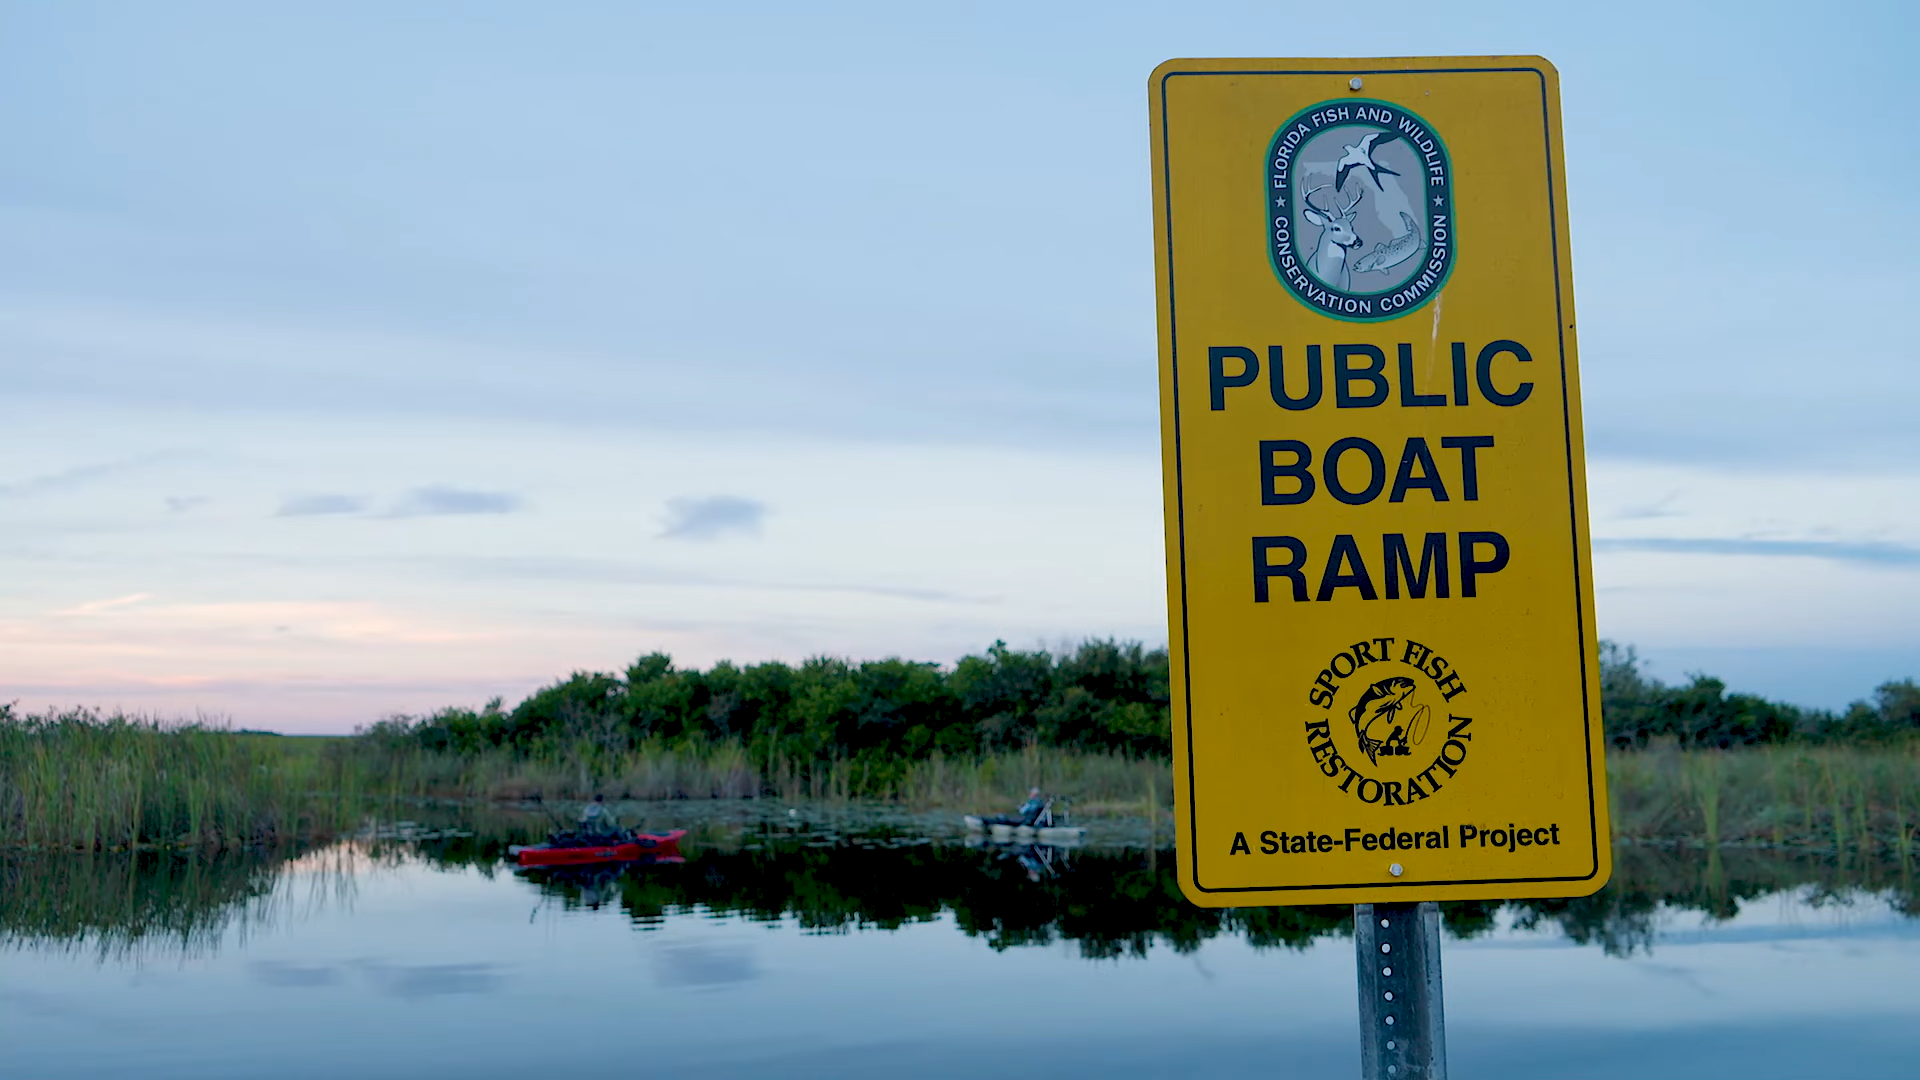 FLORIDA FISH AND WILDLIFE
★ CONSERVATION COMMISSION ★
PUBLIC
BOAT
RAMP
SPORT FISH
RESTORATION
A State-Federal Project